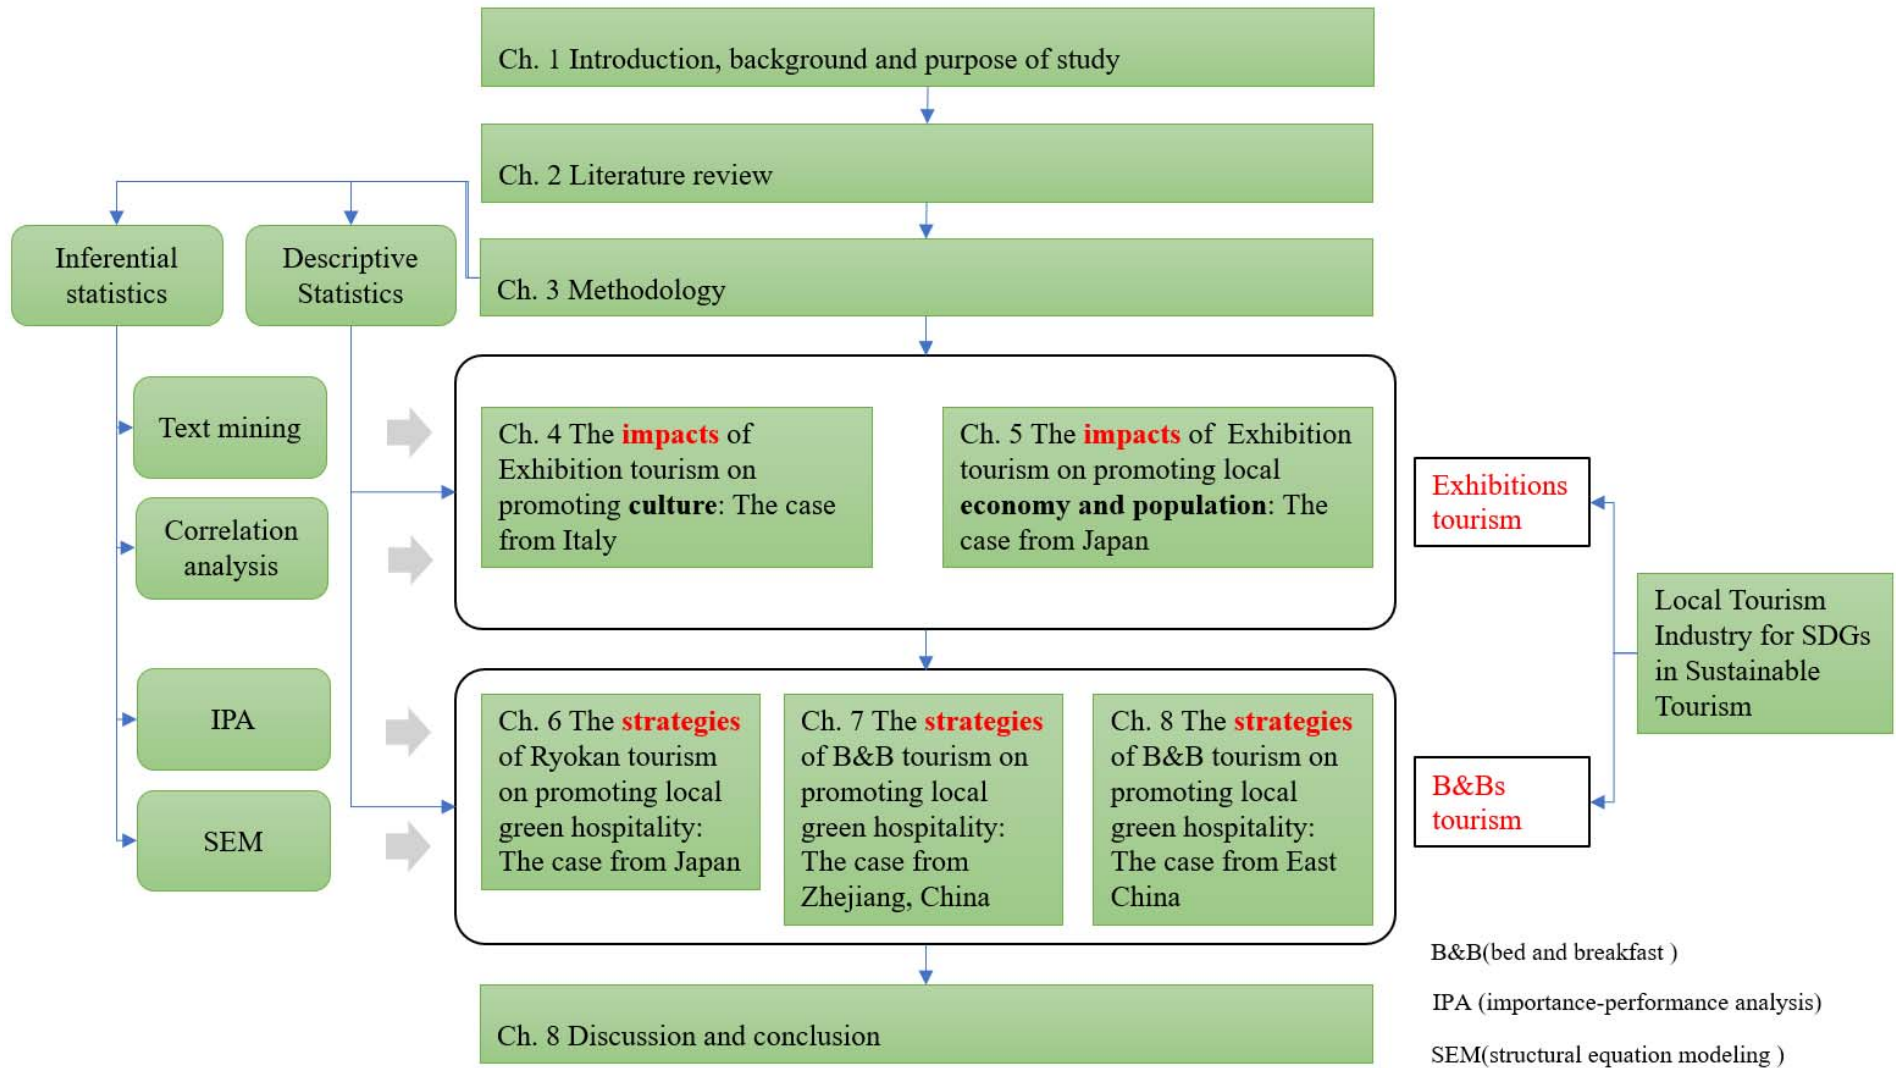 Ch. 1 Introduction, background and purpose of study
Ch. 2 Literature review
Inferential
statistics
Descriptive
Statistics
Ch. 3 Methodology
Text mining
Correlation
analysis
IPA
SEM
Ch. 4 The impacts of
Exhibition tourism on
promoting culture: The case
from Italy
Ch. 5 The impacts of Exhibition
tourism on promoting local
economy and population: The
case from Japan
Exhibitions
tourism
Local Tourism
Industry for SDGs
in Sustainable
Tourism
Ch. 6 The strategies
of Ryokan tourism
on promoting local
green hospitality:
The case from Japan
Ch. 7 The strategies
of B&B tourism on
promoting local
green hospitality:
The case from
Zhejiang, China
Ch. 8 The strategies
of B&B tourism on
promoting local
green hospitality:
The case from East
China
B&Bs
tourism
Ch. 8 Discussion and conclusion
B&B(bed and breakfast )
IPA (importance-performance analysis)
SEM(structural equation modeling )